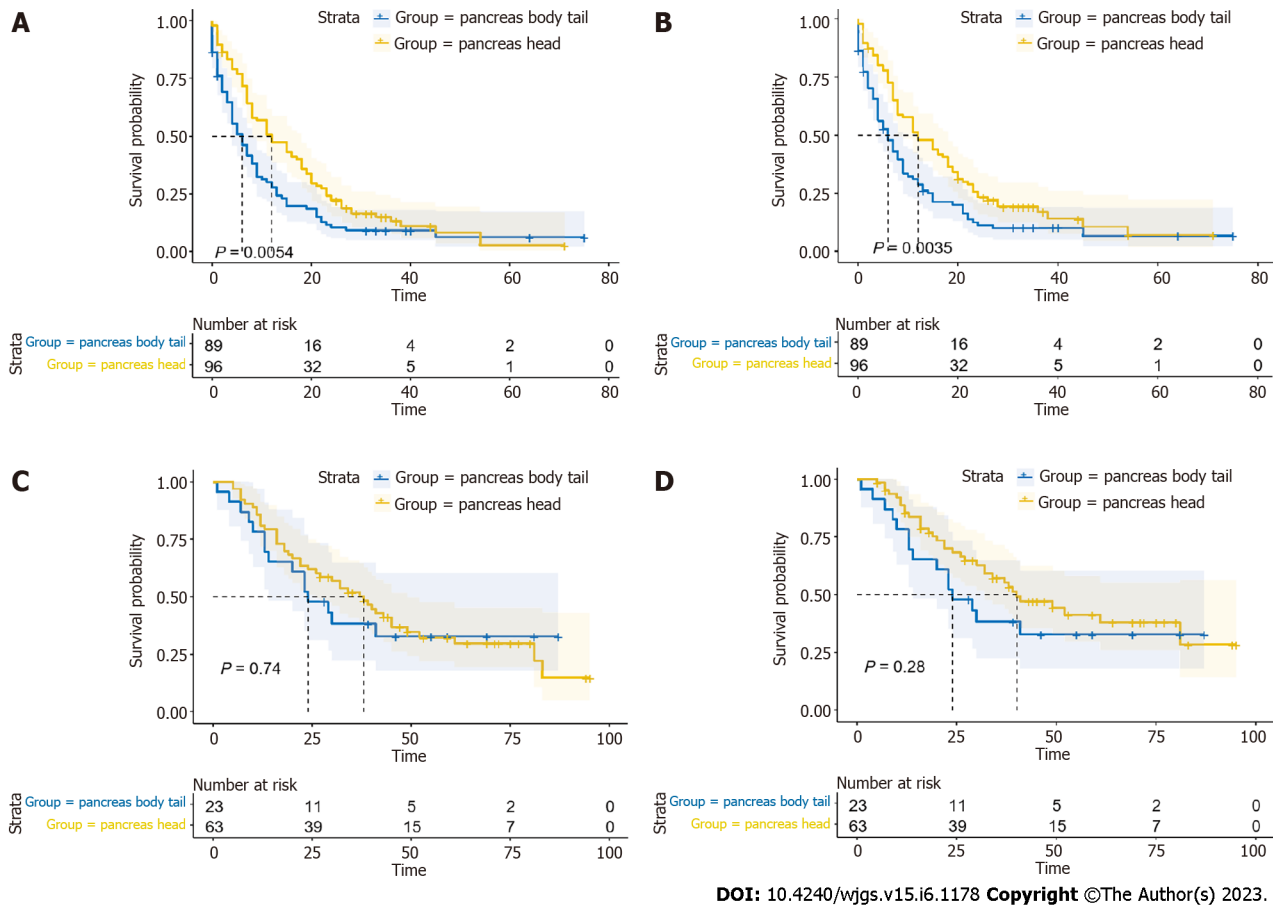 A
Strata Group = pancreas body tail
Group = pancreas head
Survival probability
1.00
0.75
0.50
0.25
0.00
P = 0.0054
0 20 40 60 80
Time
Number at risk
Strata
Group = pancreas body tail 89 16 4 2 0
Group = pancreas head 96 32 5 1 0
0 20 40 60 80
Time
B
Strata Group = pancreas body tail
Group = pancreas head
Survival probability
1.00
0.75
0.50
0.25
0.00
P = 0.0035
0 20 40 60 80
Time
Number at risk
Strata
Group = pancreas body tail 89 16 4 2 0
Group = pancreas head 96 32 5 1 0
0 20 40 60 80
Time
C
Strata Group = pancreas body tail
Group = pancreas head
Survival probability
1.00
0.75
0.50
0.25
0.00
P = 0.74
0 25 50 75 100
Time
Number at risk
Strata
Group = pancreas body tail 23 11 5 2 0
Group = pancreas head 63 39 15 7 0
0 25 50 75 100
Time
D
Strata Group = pancreas body tail
Group = pancreas head
Survival probability
1.00
0.75
0.50
0.25
0.00
P = 0.28
0 25 50 75 100
Time
Number at risk
Strata
Group = pancreas body tail 23 11 5 2 0
Group = pancreas head 63 39 15 7 0
0 25 50 75 100
Time
DOI: 10.4240/wjgs.v15.i6.1178 Copyright ©The Author(s) 2023.